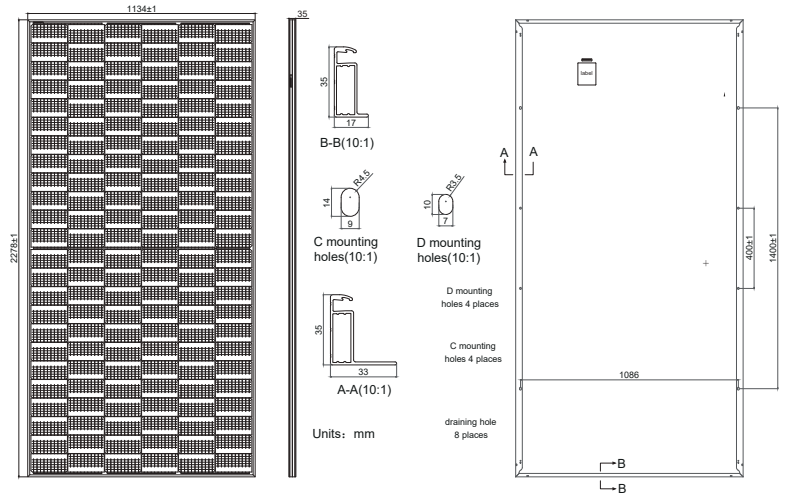 1134±1
35
2278±1
35
17
B-B(10:1)
R4.5
14
9
C mounting
holes(10:1)
R3.5
10
7
D mounting
holes(10:1)
35
33
A-A(10:1)
Units: mm
label
A A
400±1
1400±1
D mounting
holes 4 places
C mounting
holes 4 places
1086
draining hole
8 places
B
B